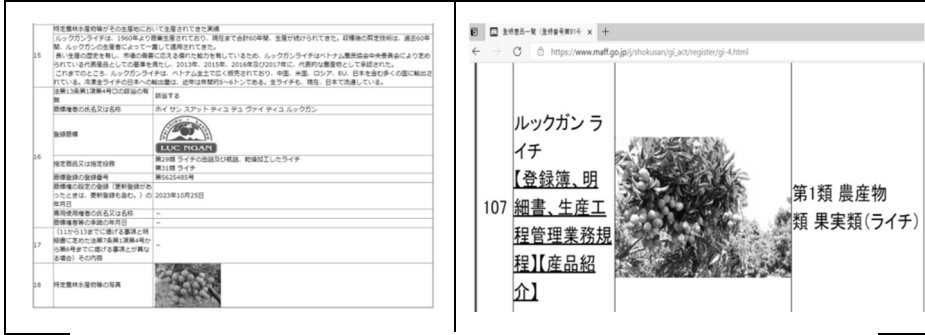 特定農林水産物等がその生産地において生産されてきた実績
ルックガンライチは、1960年より商業生産されており、現在まで合計60年間、生産が続けられてきた。収穫後の剪定技術は、過去60年
間、ルックガンの生産者によって一貫して適用されてきた。
15
長い生産の歴史を有し、市場の需要に応える優れた能力を有しているため、ルックガンライチはベトナム農民協会中央委員会により定め
られている代表産品としての基準を満たし、2013年、2015年、2016年及び2017年に、代表的な農産物として承認された。
これまでのところ、ルックガンライチは、ベトナム全土で広く販売されており、中国、米国、ロシア、EU、日本を含む多くの国に輸出さ
れている。冷凍全ライチの日本への輸出量は、近年は年間約5～6トンである。生ライチも、現在、日本で流通している。
法第13条第1項第4号ロの該当の有
無
該当する
商標権者の氏名又は名称
ホイ サン スアット ティユ テュ ヴァイ ティユ ルックガン
登録商標
LUC NGAN
16
指定商品又は指定役務
第29類 ライチの缶詰及び瓶詰、乾燥加工したライチ
第31類 ライチ
商標登録の登録番号
第5625485号
商標権の設定の登録（更新登録があ
ったときは、更新登録も含む。）の
年月日
2023年10月25日
専用使用権者の氏名又は名称
－
商標権者等の承諾の年月日
－
17
（11から13までに掲げる事項と明
細書に定めた法第7条第1項第4号か
ら第6号までに掲げる事項とが異な
る場合）その内容
－
18
特定農林水産物等の写真
登録産品一覧（登録番号第91号
https://www.maff.go.jp/j/shokusan/gi_act/register/gi-4.html
107
ルックガン ラ
イチ
【登録簿、明
細書、生産工
程管理業務規
程】【産品紹
介】
第1類 農産物
類 果実類(ライチ)